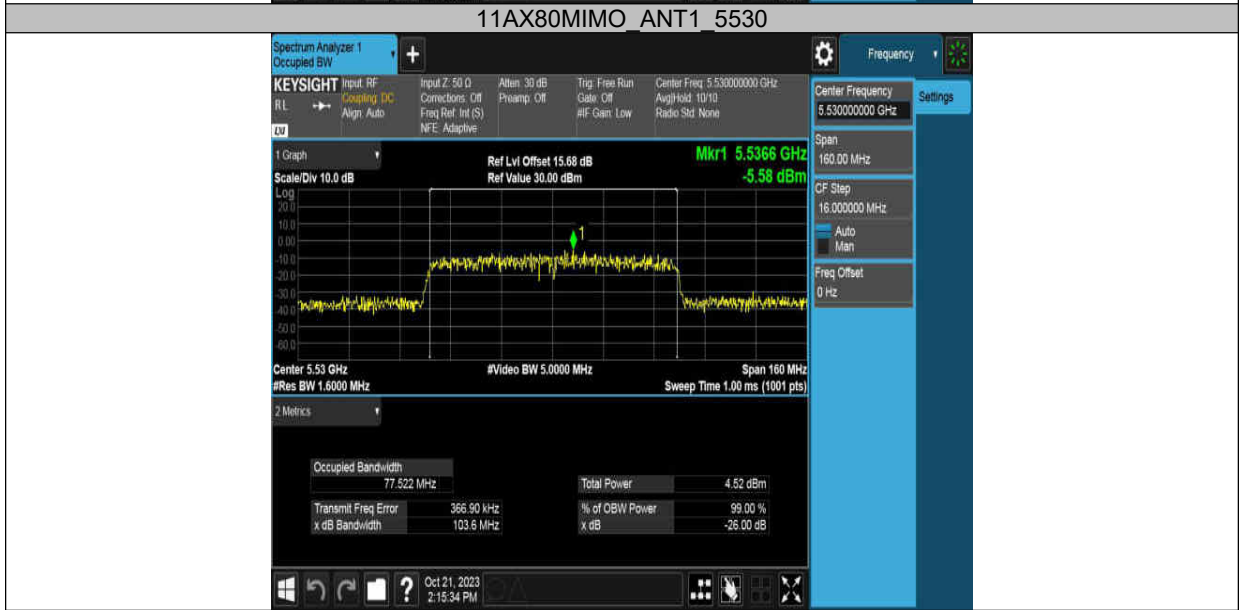 11AX80MIMO_ANT1_5530
Spectrum Analyzer 1
Occupied BW
+
Frequency
KEYSIGHT
RL
LXI
Input: RF
Coupling: DC
Align: Auto
Input Z: 50 Ω
Corrections: Off
Freq Ref: Int (S)
NFE: Adaptive
Atten: 30 dB
Preamp: Off
Trig: Free Run
Gate: Off
#IF Gain: Low
Center Freq: 5.530000000 GHz
Avg|Hold: 10/10
Radio Std: None
Center Frequency
5.530000000 GHz
Settings
Span
160.00 MHz
CF Step
16.000000 MHz
Auto
Man
Freq Offset
0 Hz
1 Graph
Scale/Div 10.0 dB
Ref Lvl Offset 15.68 dB
Ref Value 30.00 dBm
Mkr1 5.5366 GHz
-5.58 dBm
Log
20.0
10.0
0.00
-10.0
-20.0
-30.0
-40.0
-50.0
-60.0
1
Center 5.53 GHz
#Video BW 5.0000 MHz
Span 160 MHz
#Res BW 1.6000 MHz
Sweep Time 1.00 ms (1001 pts)
2 Metrics
Occupied Bandwidth
77.522 MHz
Total Power 4.52 dBm
Transmit Freq Error 366.90 kHz
% of OBW Power 99.00 %
x dB Bandwidth 103.6 MHz
x dB -26.00 dB
?
Oct 21, 2023
2:15:34 PM